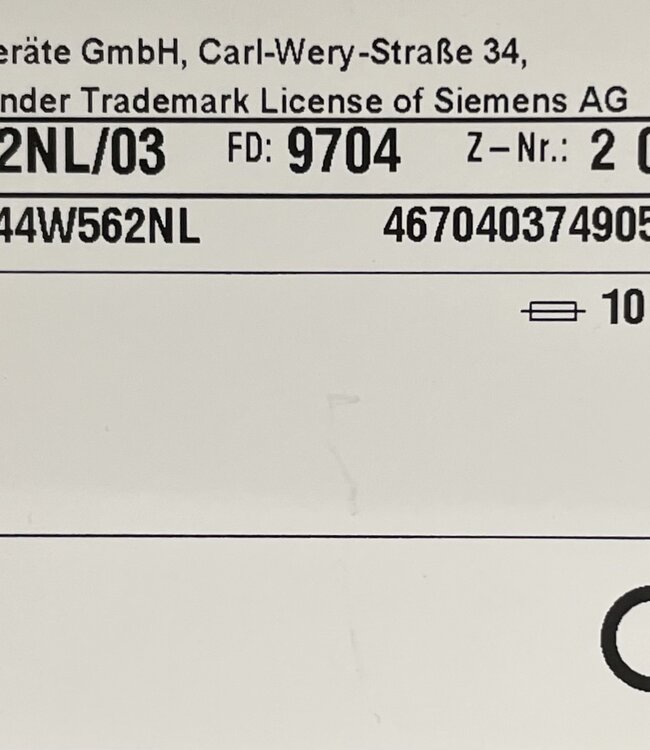 eräte GmbH, Carl-Wery-Straße 34,
nder Trademark License of Siemens AG
2NL/03 FD: 9704 Z-Nr.: 2 0
44W562NL 467040374905
10